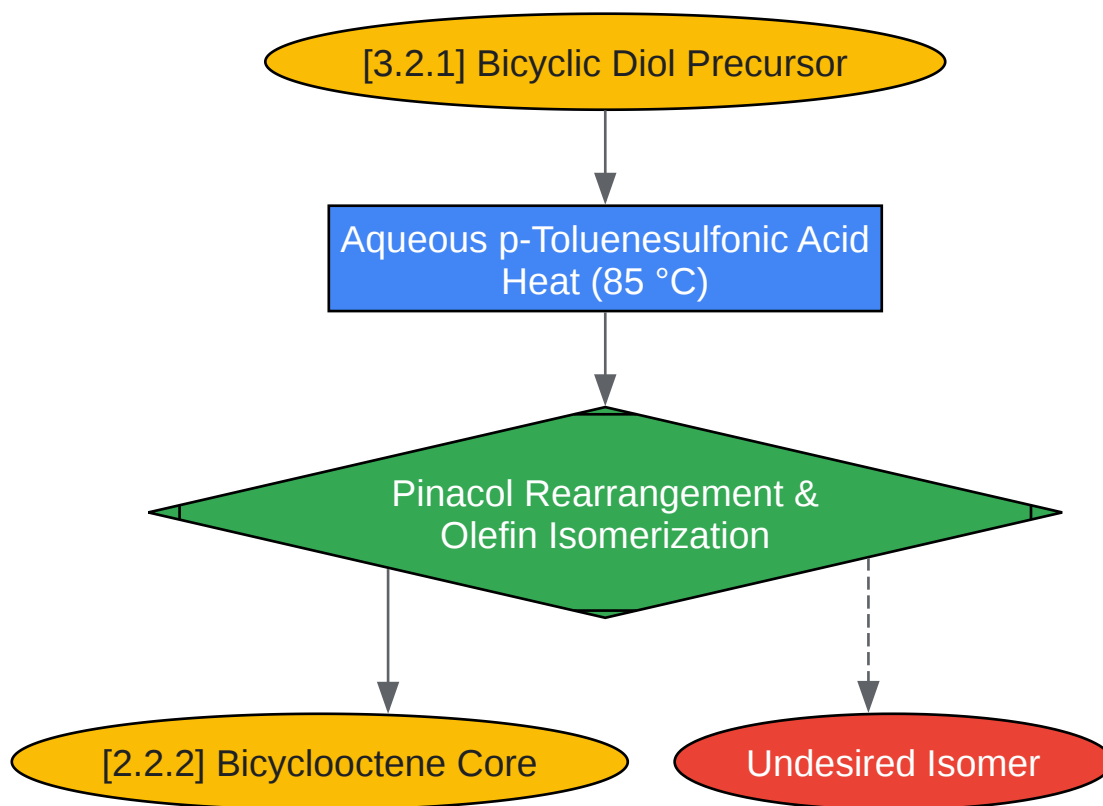 [3.2.1] Bicyclic Diol Precursor
Aqueous p-Toluenesulfonic Acid
Heat (85 °C)
Pinacol Rearrangement &
Olefin Isomerization
[2.2.2] Bicyclooctene Core
Undesired Isomer